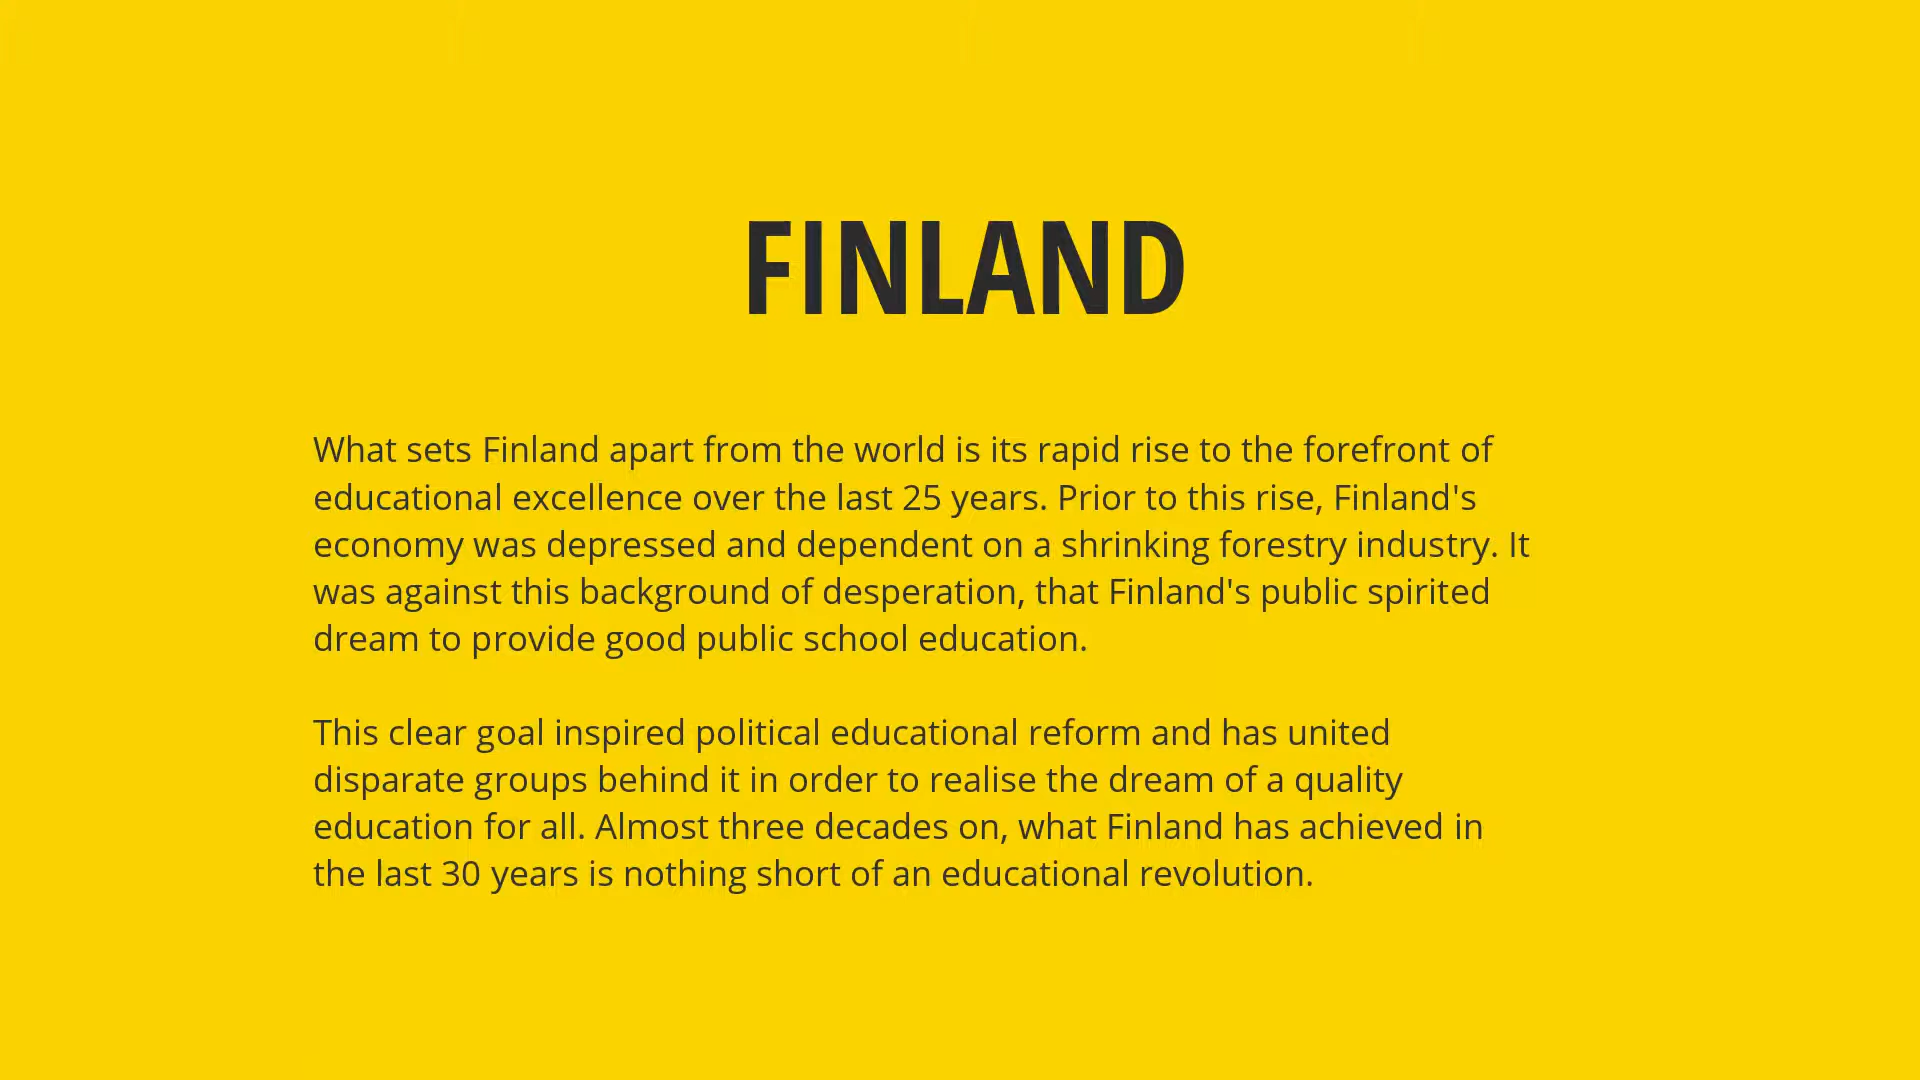 FINLAND
What sets Finland apart from the world is its rapid rise to the forefront of
educational excellence over the last 25 years. Prior to this rise, Finland's
economy was depressed and dependent on a shrinking forestry industry. It
was against this background of desperation, that Finland's public spirited
dream to provide good public school education.
This clear goal inspired political educational reform and has united
disparate groups behind it in order to realise the dream of a quality
education for all. Almost three decades on, what Finland has achieved in
the last 30 years is nothing short of an educational revolution.